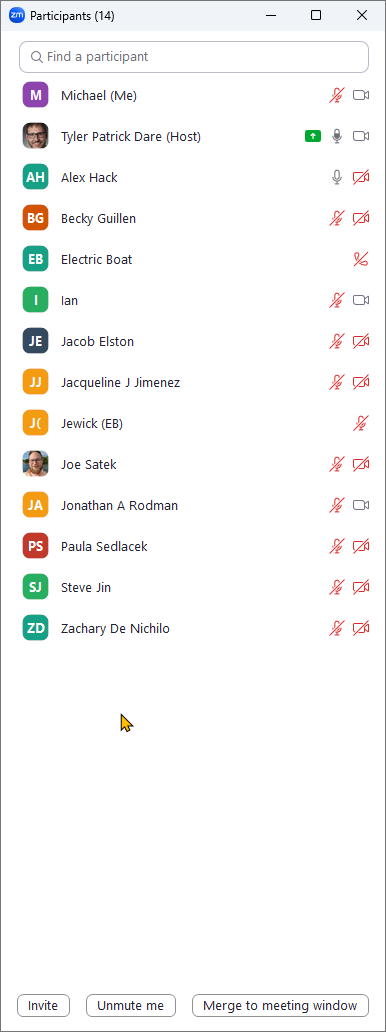 zm Participants (14)
Find a participant
M Michael (Me)
Tyler Patrick Dare (Host)
AH Alex Hack
BG Becky Guillen
EB Electric Boat
I Ian
JE Jacob Elston
JJ Jacqueline J Jimenez
J( Jewick (EB)
Joe Satek
JA Jonathan A Rodman
PS Paula Sedlacek
SJ Steve Jin
ZD Zachary De Nichilo
Invite Unmute me Merge to meeting window